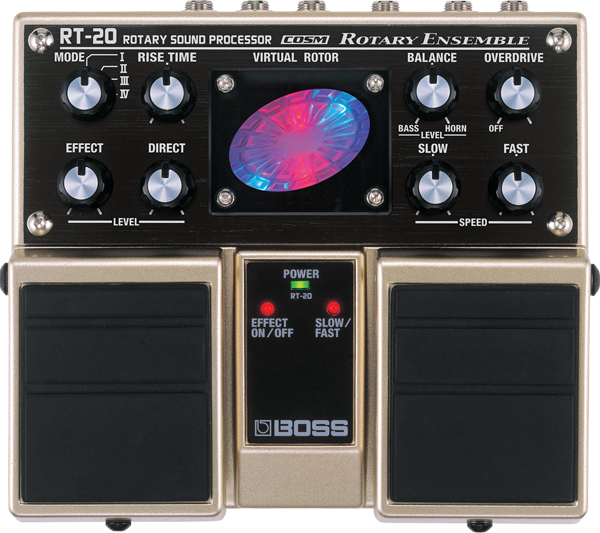 RT-20 ROTARY SOUND PROCESSOR COSM ROTARY ENSEMBLE
MODE I RISE TIME VIRTUAL ROTOR BALANCE OVERDRIVE
II
III
IV
BASS HORN OFF
LEVEL
EFFECT DIRECT SLOW FAST
LEVEL SPEED
POWER
RT-20
EFFECT ON/OFF
SLOW/FAST
BOSS